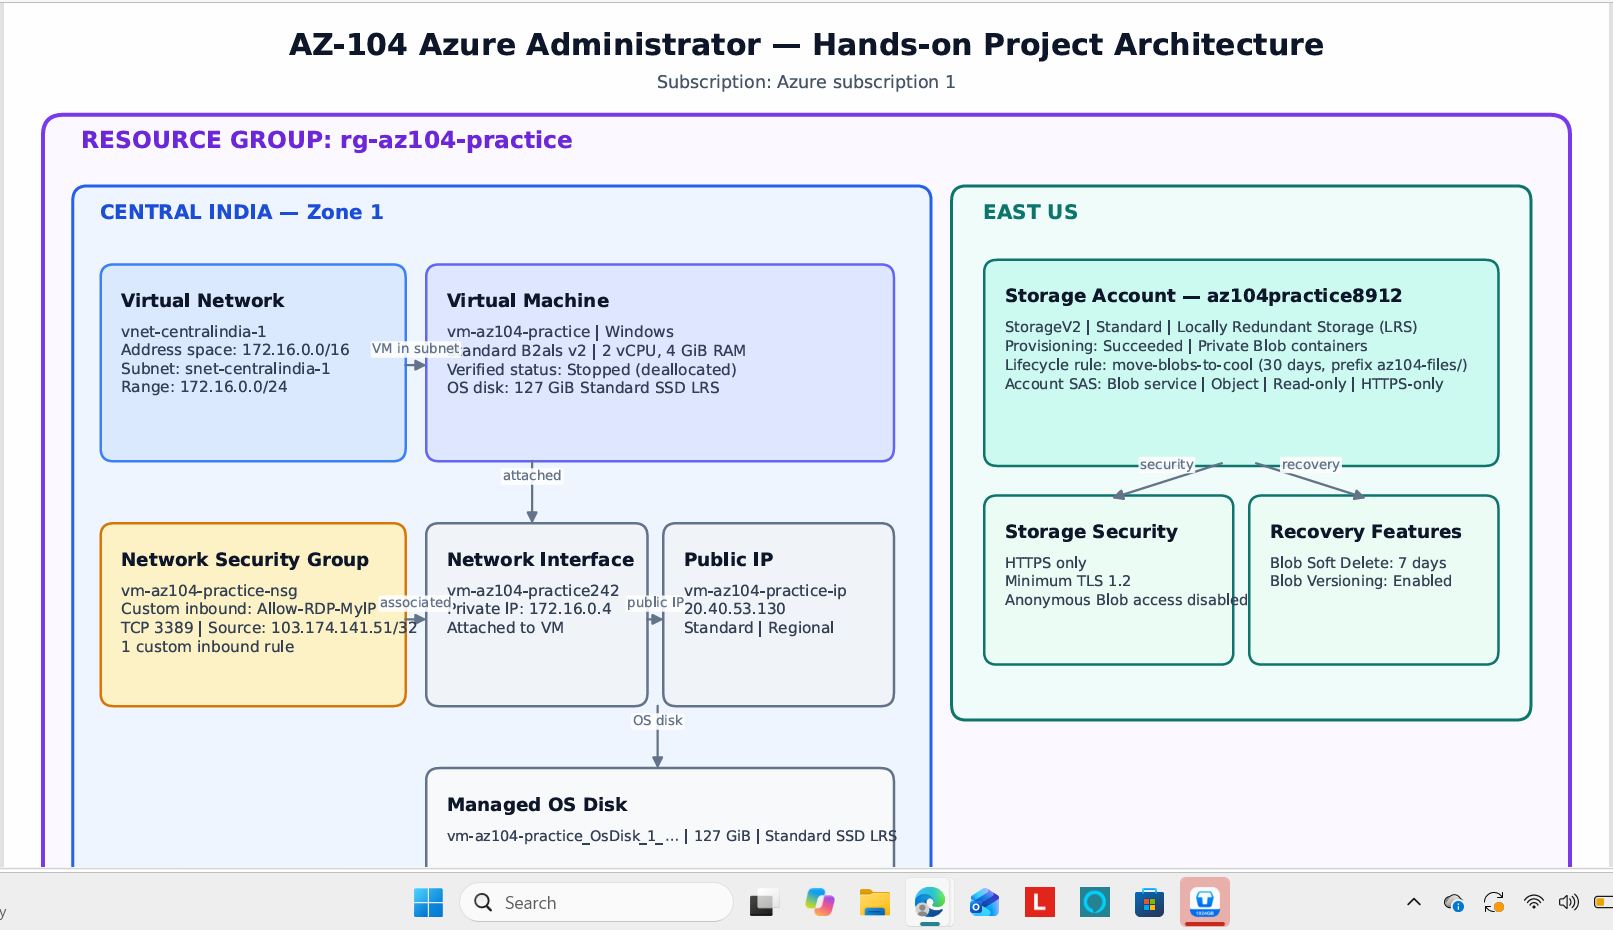 AZ-104 Azure Administrator — Hands-on Project Architecture
Subscription: Azure subscription 1
RESOURCE GROUP: rg-az104-practice
CENTRAL INDIA — Zone 1
Virtual Network
vnet-centralindia-1
Address space: 172.16.0.0/16
Subnet: snet-centralindia-1
Range: 172.16.0.0/24
VM in subnet
Virtual Machine
vm-az104-practice | Windows
andard B2als v2 | 2 vCPU, 4 GiB RAM
Verified status: Stopped (deallocated)
OS disk: 127 GiB Standard SSD LRS
attached
Network Security Group
vm-az104-practice-nsg
Custom inbound: Allow-RDP-MyIP
TCP 3389 | Source: 103.174.141.51/32
1 custom inbound rule
associated
Network Interface
vm-az104-practice242
Private IP: 172.16.0.4
Attached to VM
public IP
Public IP
vm-az104-practice-ip
20.40.53.130
Standard | Regional
OS disk
Managed OS Disk
vm-az104-practice_OsDisk_1_... | 127 GiB | Standard SSD LRS
EAST US
Storage Account — az104practice8912
StorageV2 | Standard | Locally Redundant Storage (LRS)
Provisioning: Succeeded | Private Blob containers
Lifecycle rule: move-blobs-to-cool (30 days, prefix az104-files/)
Account SAS: Blob service | Object | Read-only | HTTPS-only
security
recovery
Storage Security
HTTPS only
Minimum TLS 1.2
Anonymous Blob access disabled
Recovery Features
Blob Soft Delete: 7 days
Blob Versioning: Enabled
y
Search
L